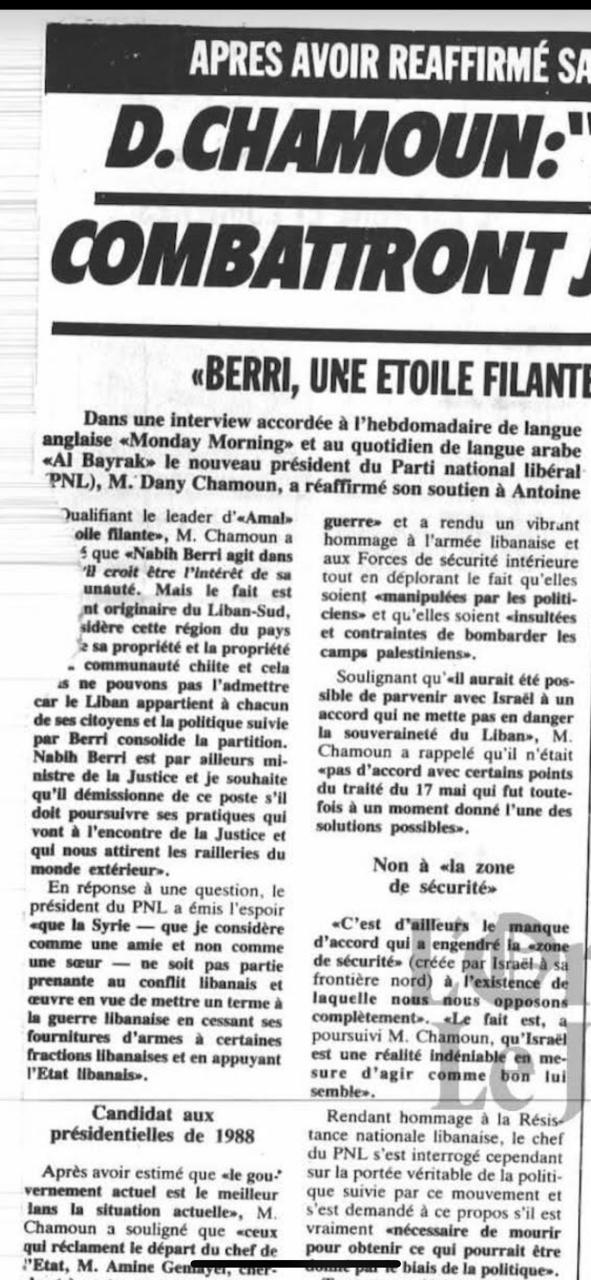 APRES AVOIR REAFFIRMÉ SA
D.CHAMOUN:"
COMBATTRONT J
«BERRI, UNE ETOILE FILANTE
Dans une interview accordée à l'hebdomadaire de langue
anglaise «Monday Morning» et au quotidien de langue arabe
«Al Bayrak» le nouveau président du Parti national libéral
PNL), M. Dany Chamoun, a réaffirmé son soutien à Antoine
Qualifiant le leader d'«Amal»
oile filante», M. Chamoun a
é que «Nabih Berri agit dans
'il croit être l'intérêt de sa
unauté. Mais le fait est
nt originaire du Liban-Sud,
sidère cette région du pays
e sa propriété et la propriété
communauté chiite et cela
us ne pouvons pas l'admettre
car le Liban appartient à chacun
de ses citoyens et la politique suivie
par Berri consolide la partition.
Nabih Berri est par ailleurs mi-
nistre de la Justice et je souhaite
qu'il démissionne de ce poste s'il
doit poursuivre ses pratiques qui
vont à l'encontre de la Justice et
qui nous attirent les railleries du
monde extérieur».
En réponse à une question, le
président du PNL a émis l'espoir
«que la Syrie — que je considère
comme une amie et non comme
une sœur — ne soit pas partie
prenante au conflit libanais et
œuvre en vue de mettre un terme à
la guerre libanaise en cessant ses
fournitures d'armes à certaines
fractions libanaises et en appuyant
l'Etat libanais».
Candidat aux
présidentielles de 1988
Après avoir estimé que «le gou-
vernement actuel est le meilleur
dans la situation actuelle», M.
Chamoun a souligné que «ceux
qui réclament le départ du chef de
l'Etat, M. Amine Gemayel, cher-
guerre» et a rendu un vibrant
hommage à l'armée libanaise et
aux Forces de sécurité intérieure
tout en déplorant le fait qu'elles
soient «manipulées par les politi-
ciens» et qu'elles soient «insultées
et contraintes de bombarder les
camps palestiniens».
Soulignant qu'«il aurait été pos-
sible de parvenir avec Israël à un
accord qui ne mette pas en danger
la souveraineté du Liban», M.
Chamoun a rappelé qu'il n'était
«pas d'accord avec certains points
du traité du 17 mai qui fut toute-
fois à un moment donné l'une des
solutions possibles».
Non à «la zone
de sécurité»
«C'est d'ailleurs le manque
d'accord qui a engendré la «zone
de sécurité» (créée par Israël à sa
frontière nord) à l'existence de
laquelle nous nous opposons
complètement». «Le fait est, a
poursuivi M. Chamoun, qu'Israël
est une réalité indéniable en me-
sure d'agir comme bon lui
semble».
Rendant hommage à la Résis-
tance nationale libanaise, le chef
du PNL s'est interrogé cependant
sur la portée véritable de la politi-
que suivie par ce mouvement et
s'est demandé à ce propos s'il est
vraiment «nécessaire de mourir
pour obtenir ce qui pourrait être
donné par le biais de la politique».
L'Or
Le J